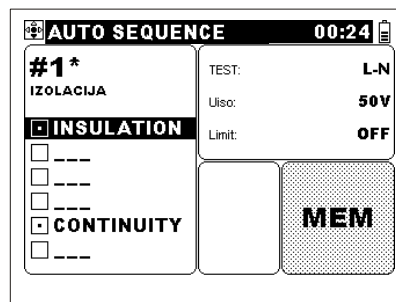 AUTO SEQUENCE 00:24
#1*
IZOLACIJA
INSULATION
___
___
___
CONTINUITY
___
TEST: L-N
Uiso: 50V
Limit: OFF
MEM